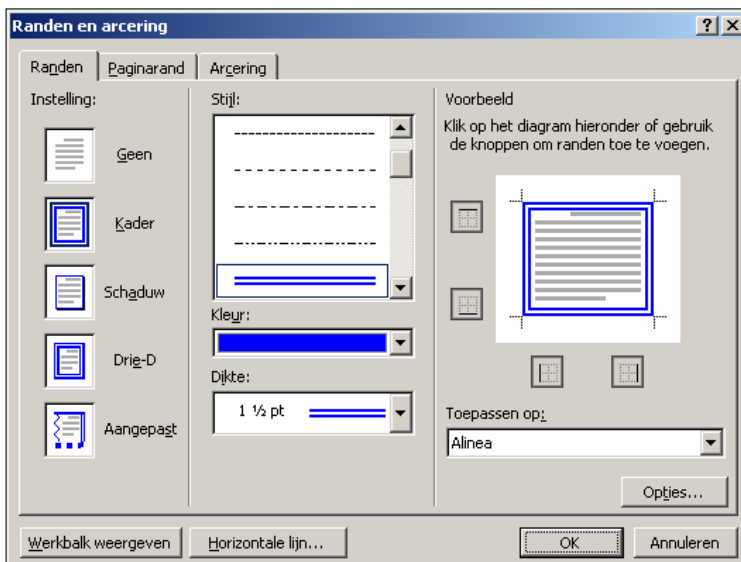 Randen en arcering
Randen
Paginarand
Arcering
Instelling:
Geen
Kader
Schaduw
Drie-D
Aangepast
Stijl:
Kleur:
Dikte:
1 ½ pt
Voorbeeld
Klik op het diagram hieronder of gebruik
de knoppen om randen toe te voegen.
Toepassen op:
Alinea
Opties...
Werkbalk weergeven
Horizontale lijn...
OK
Annuleren